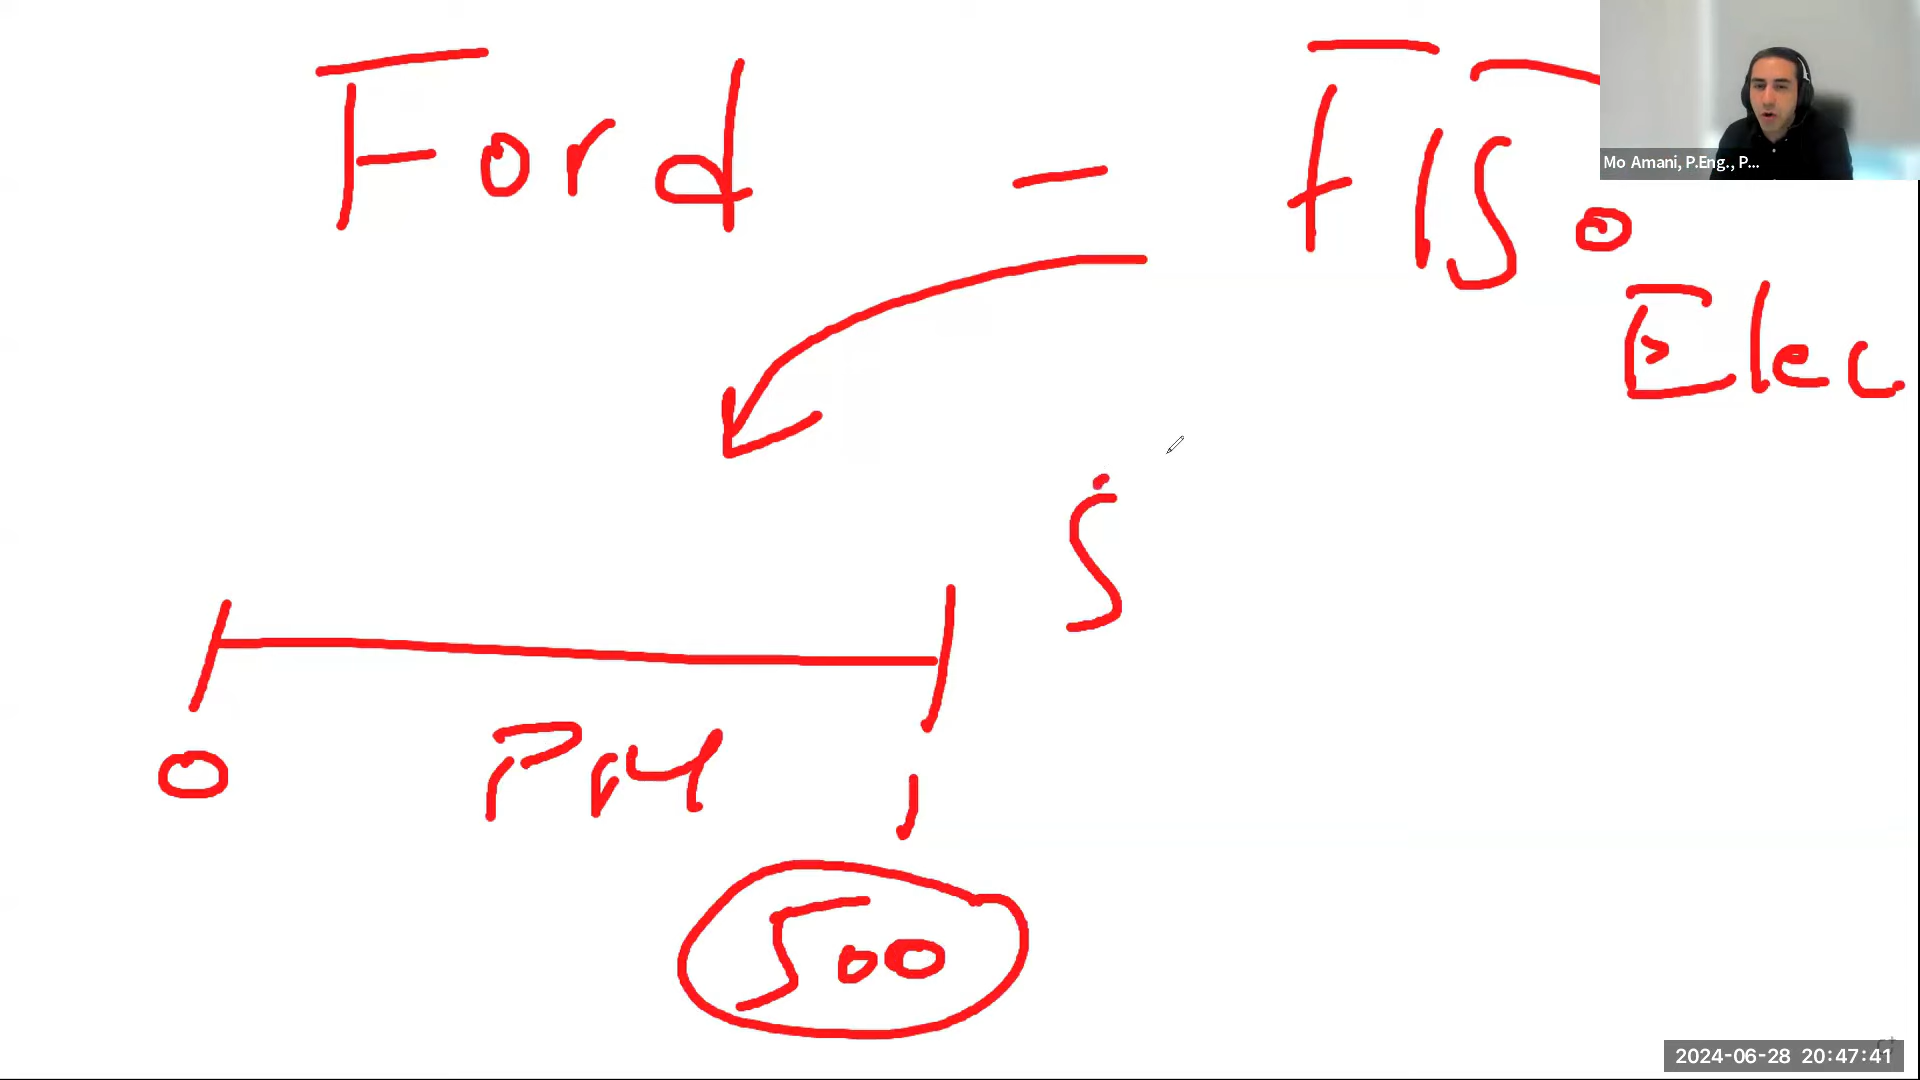 Ford - F150
Elec
Mo Amani, P.Eng., P...
S
0 PM 1
500
2024-06-28 20:47:41